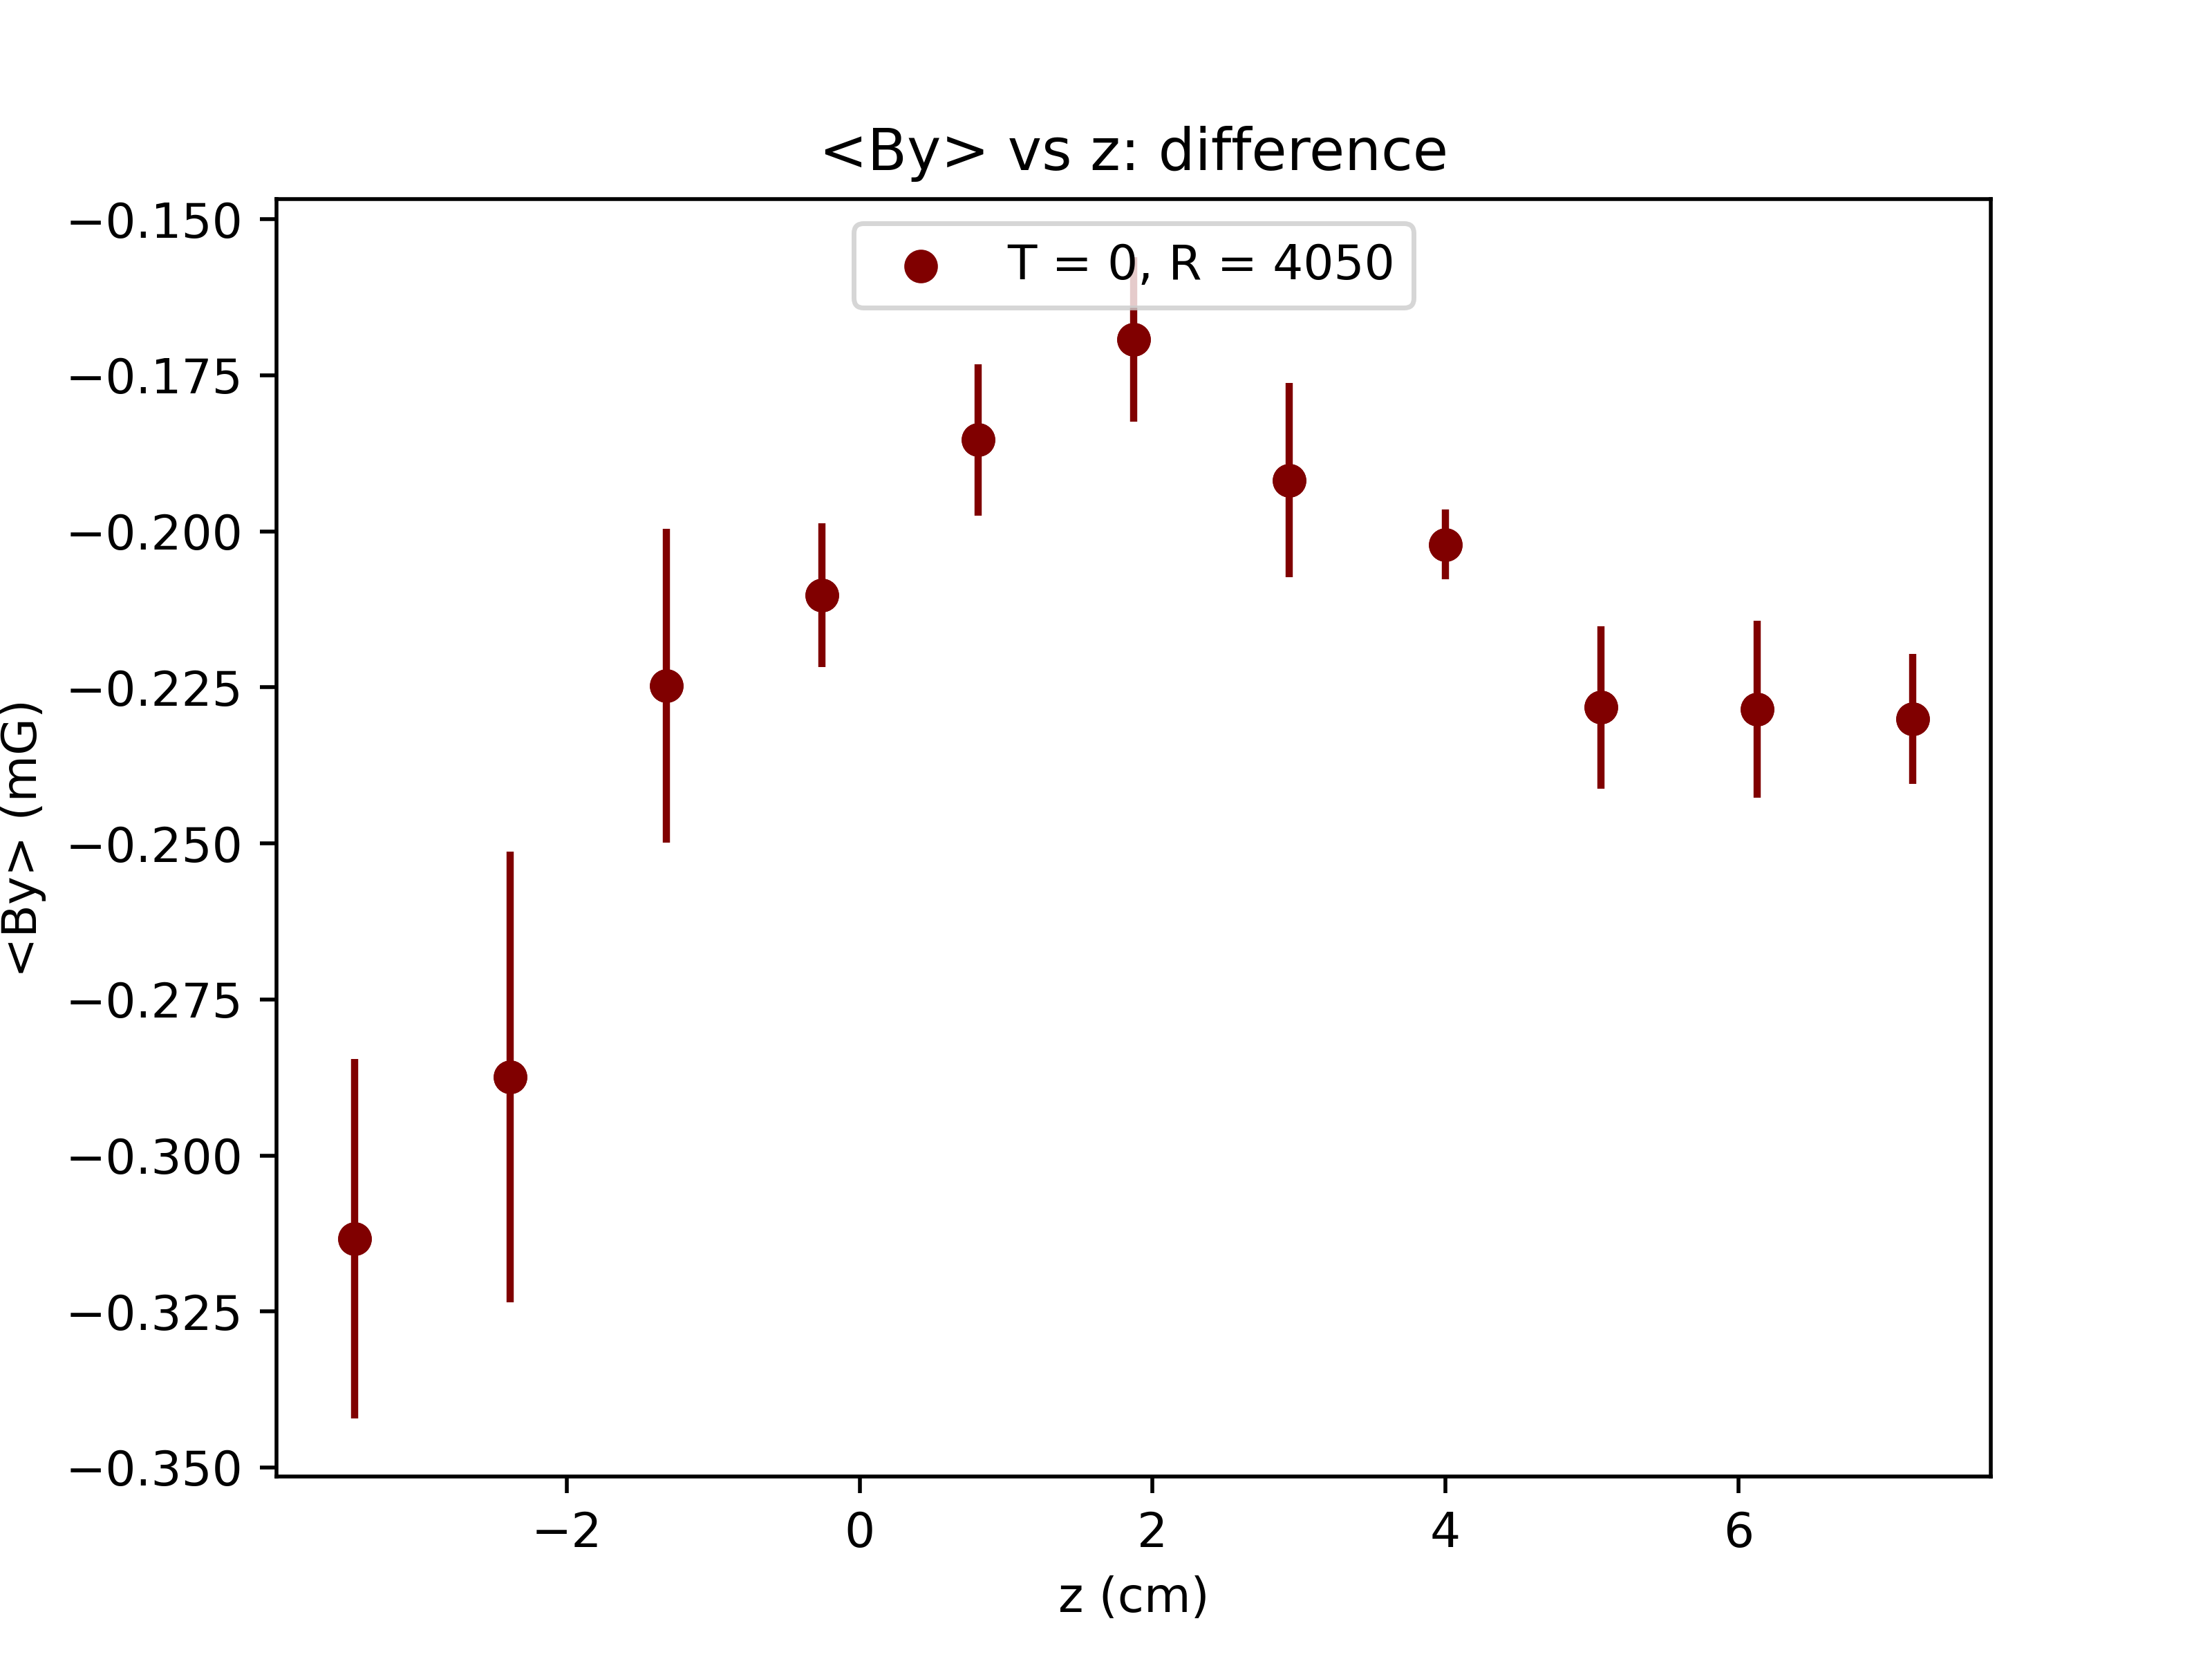 <By> vs z: difference
T = 0, R = 4050
<By> (mG)
−0.150
−0.175
−0.200
−0.225
−0.250
−0.275
−0.300
−0.325
−0.350
−2 0 2 4 6
z (cm)